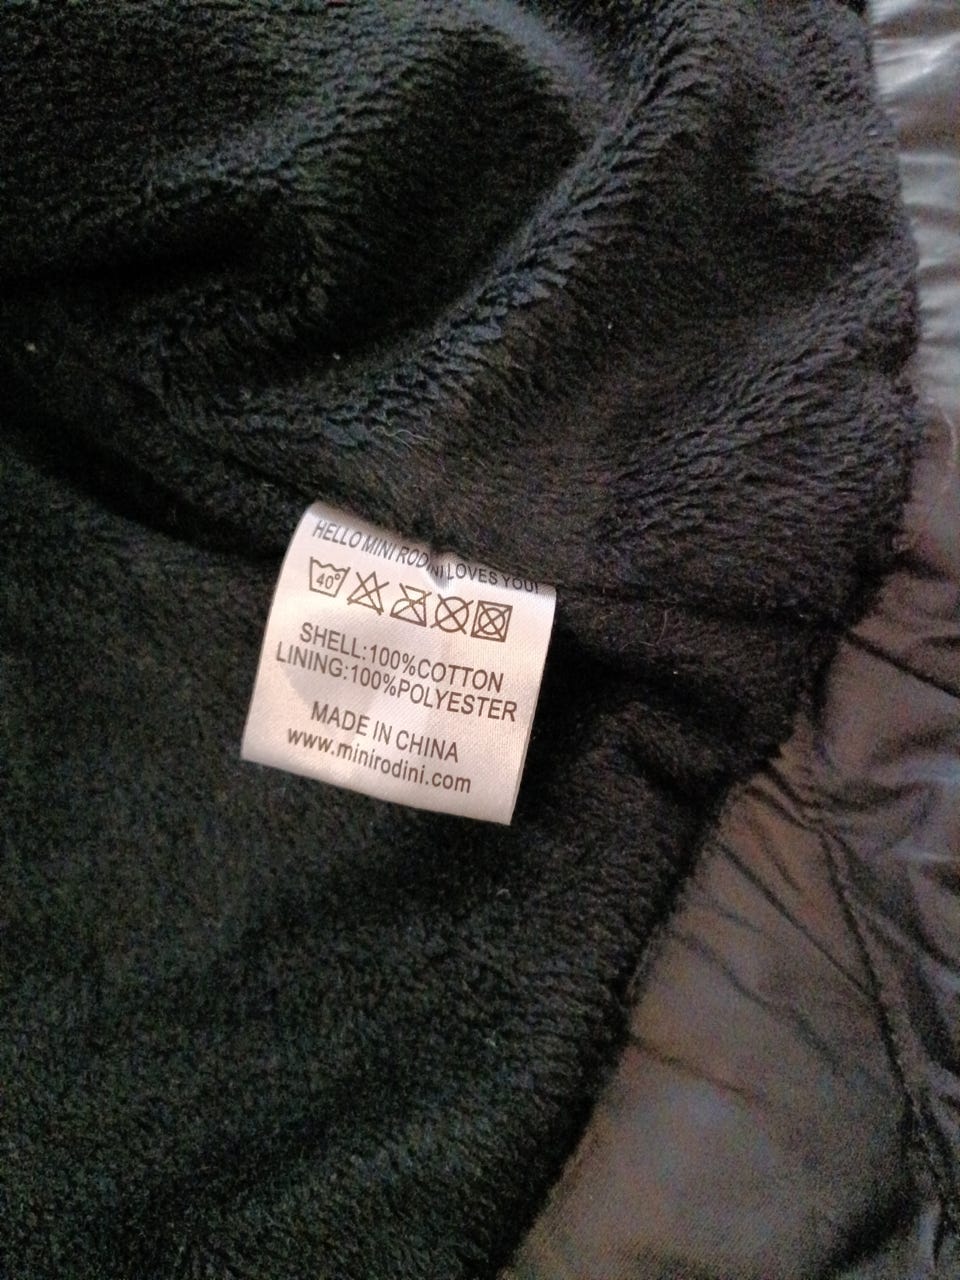 HELLO MINI RODINI LOVES YOU!
40°
SHELL:100%COTTON
LINING:100%POLYESTER
MADE IN CHINA
www.minirodini.com